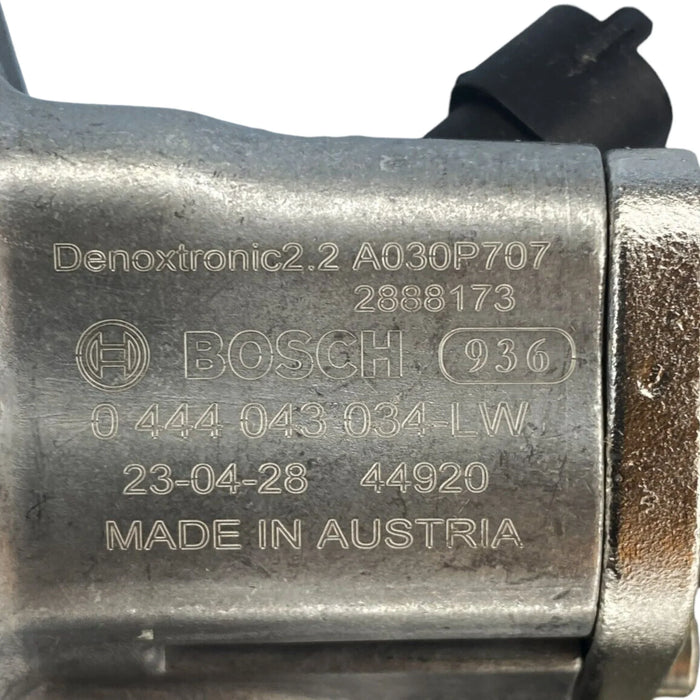 Denoxtronic2.2 A030P707
2888173
BOSCH 936
0 444 043 034-LW
23-04-28 44920
MADE IN AUSTRIA